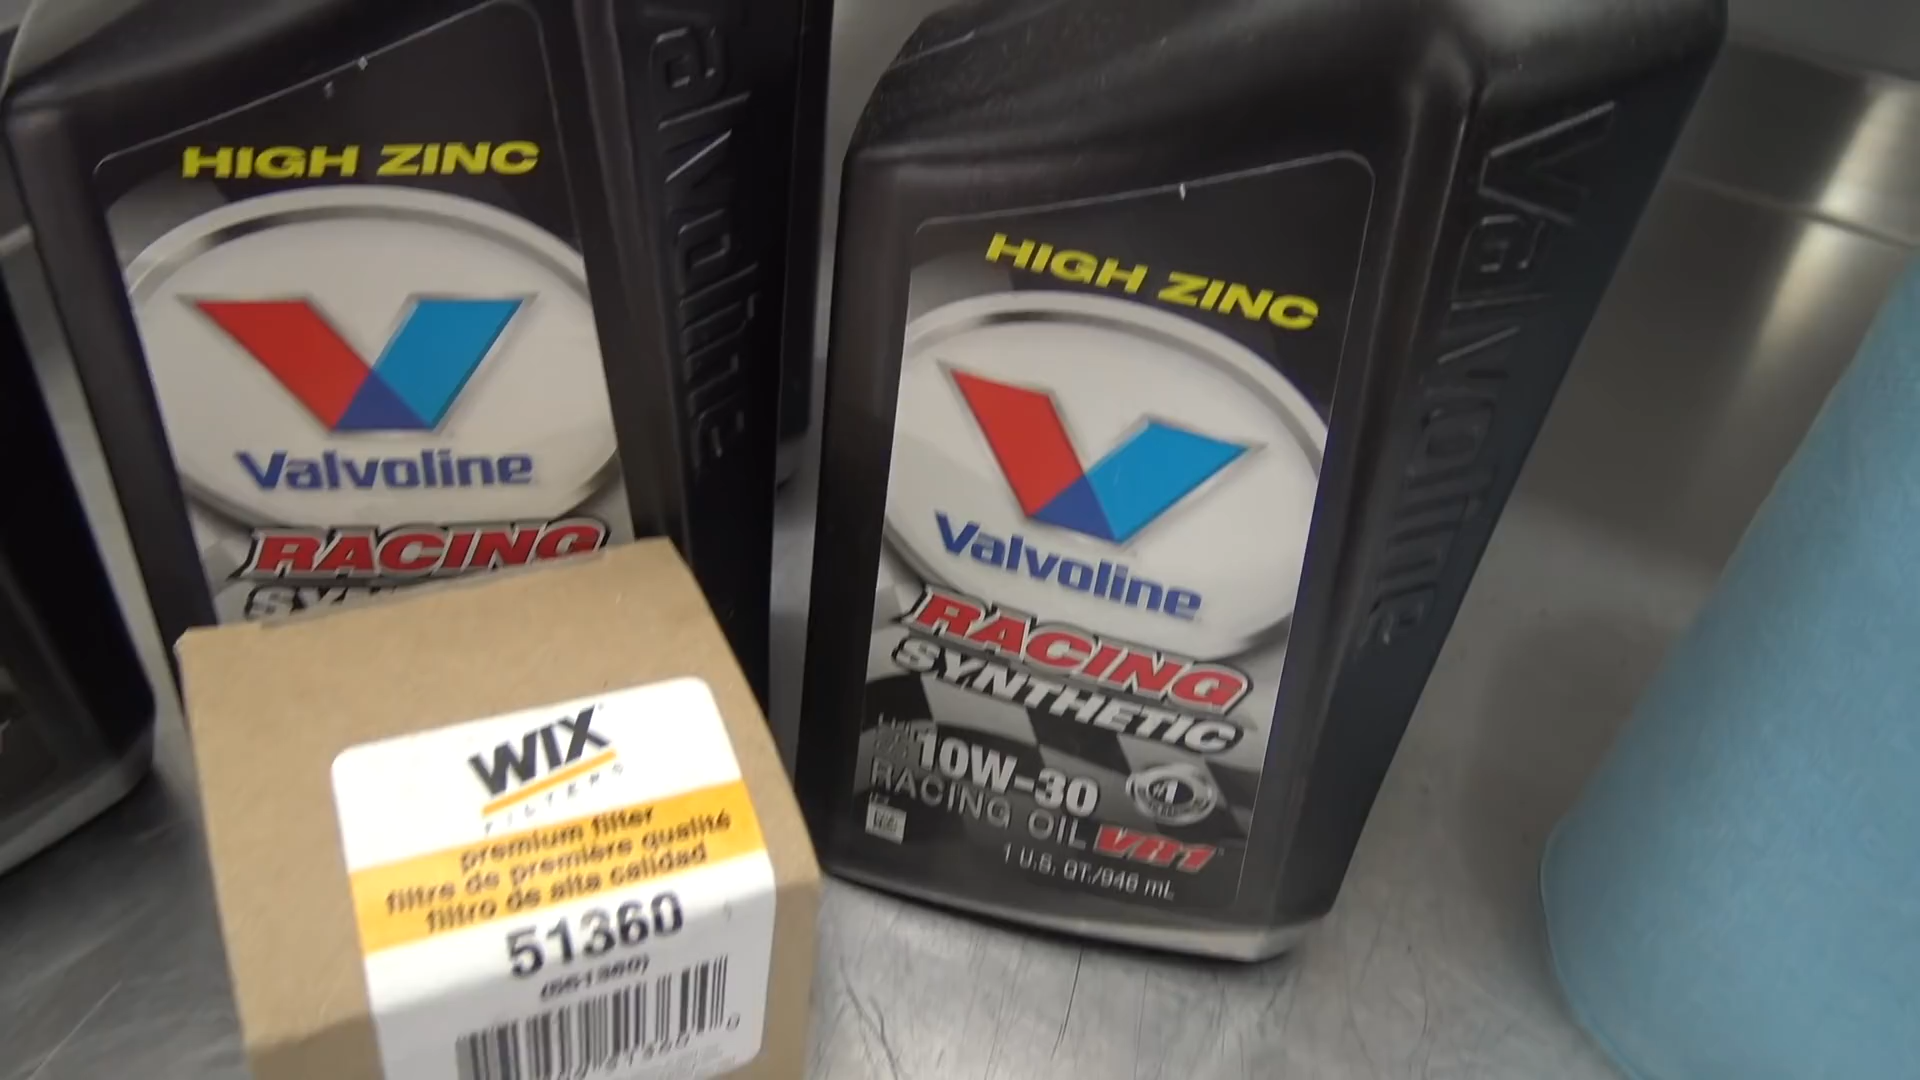 HIGH ZINC
Valvoline
RACING
Valvoline
HIGH ZINC
Valvoline
RACING
SYNTHETIC
10W-30
RACING OIL VR1
1 U.S. QT./946 mL
Valvoline
WIX
FILTERS
premium filter
filtre de première qualité
filtro de alta calidad
51360